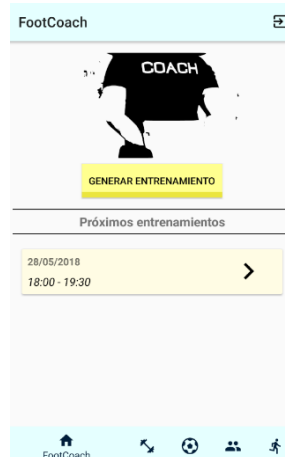 FootCoach
COACH
GENERAR ENTRENAMIENTO
Próximos entrenamientos
28/05/2018
18:00 - 19:30
FootCoach